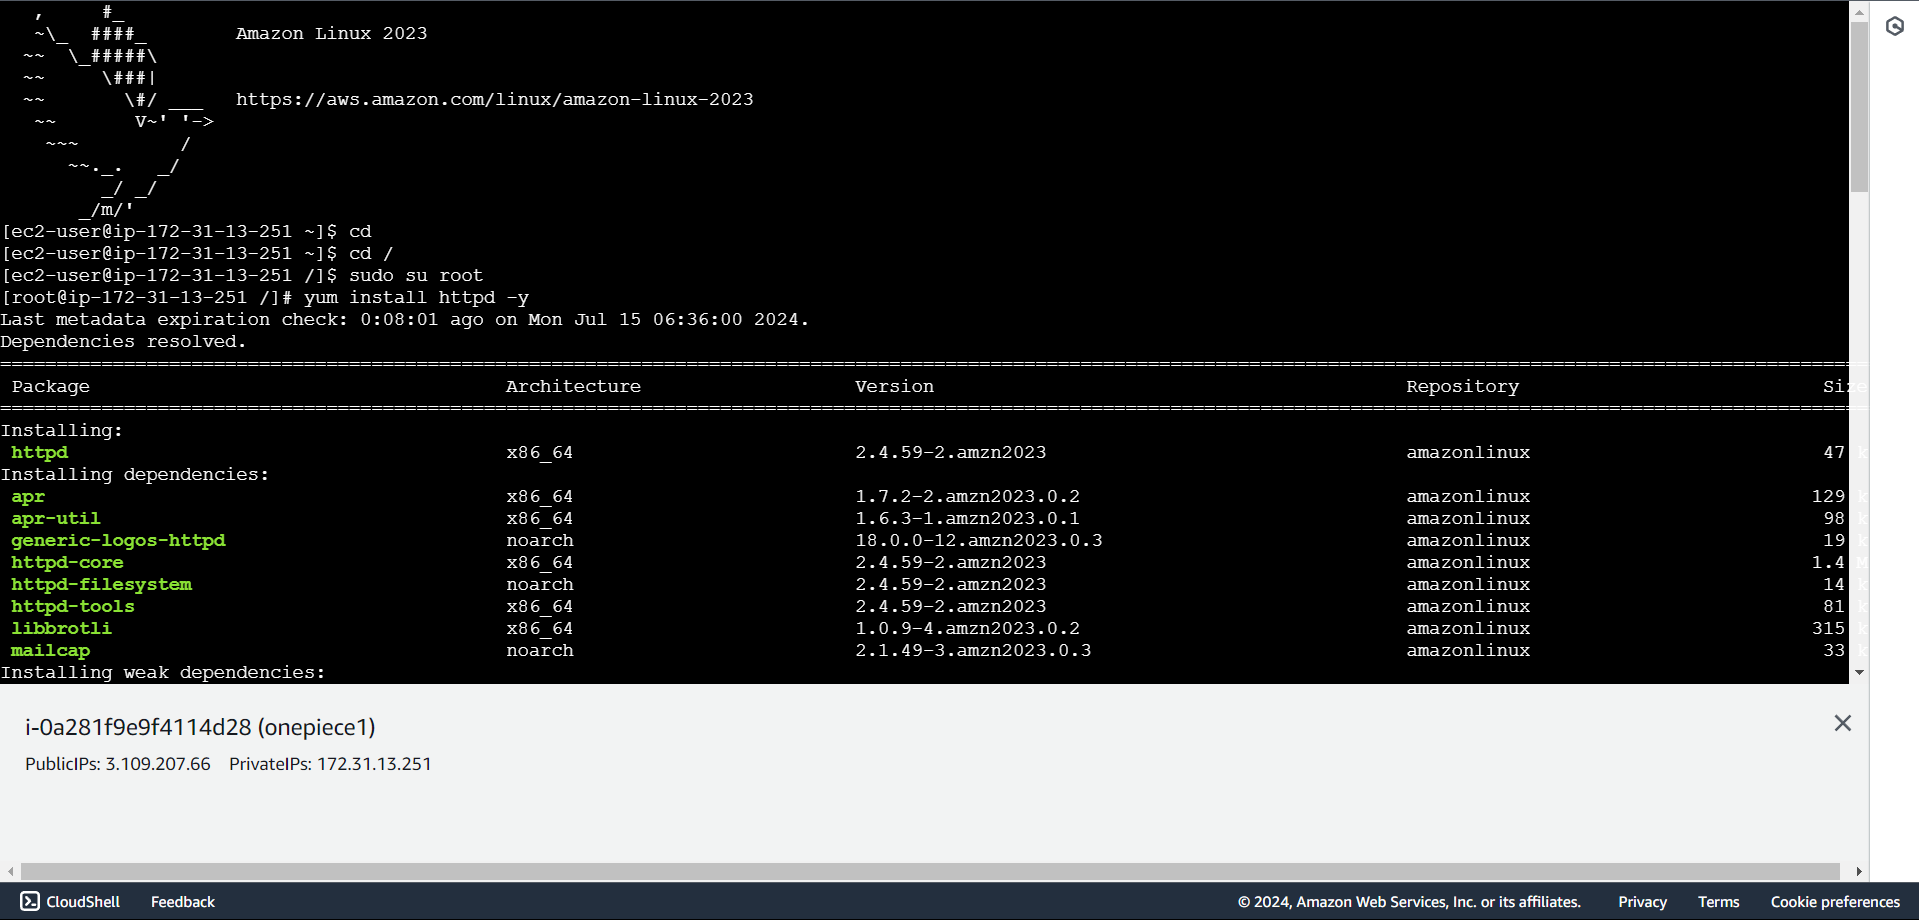 ,     #_
   ~\_  ####_        Amazon Linux 2023
  ~~  \_#####\
  ~~     \###|
  ~~       \#/ ___   https://aws.amazon.com/linux/amazon-linux-2023
   ~~       V~' '->
    ~~~         /
      ~~._.   _/
         _/ _/
       _/m/'
[ec2-user@ip-172-31-13-251 ~]$ cd
[ec2-user@ip-172-31-13-251 ~]$ cd /
[ec2-user@ip-172-31-13-251 /]$ sudo su root
[root@ip-172-31-13-251 /]# yum install httpd -y
Last metadata expiration check: 0:08:01 ago on Mon Jul 15 06:36:00 2024.
Dependencies resolved.
Package Architecture Version Repository Size
Installing:
httpd x86_64 2.4.59-2.amzn2023 amazonlinux 47 k
Installing dependencies:
apr x86_64 1.7.2-2.amzn2023.0.2 amazonlinux 129 k
apr-util x86_64 1.6.3-1.amzn2023.0.1 amazonlinux 98 k
generic-logos-httpd noarch 18.0.0-12.amzn2023.0.3 amazonlinux 19 k
httpd-core x86_64 2.4.59-2.amzn2023 amazonlinux 1.4 M
httpd-filesystem noarch 2.4.59-2.amzn2023 amazonlinux 14 k
httpd-tools x86_64 2.4.59-2.amzn2023 amazonlinux 81 k
libbrotli x86_64 1.0.9-4.amzn2023.0.2 amazonlinux 315 k
mailcap noarch 2.1.49-3.amzn2023.0.3 amazonlinux 33 k
Installing weak dependencies:
i-0a281f9e9f4114d28 (onepiece1)
PublicIPs: 3.109.207.66 PrivateIPs: 172.31.13.251
CloudShell Feedback © 2024, Amazon Web Services, Inc. or its affiliates. Privacy Terms Cookie preferences